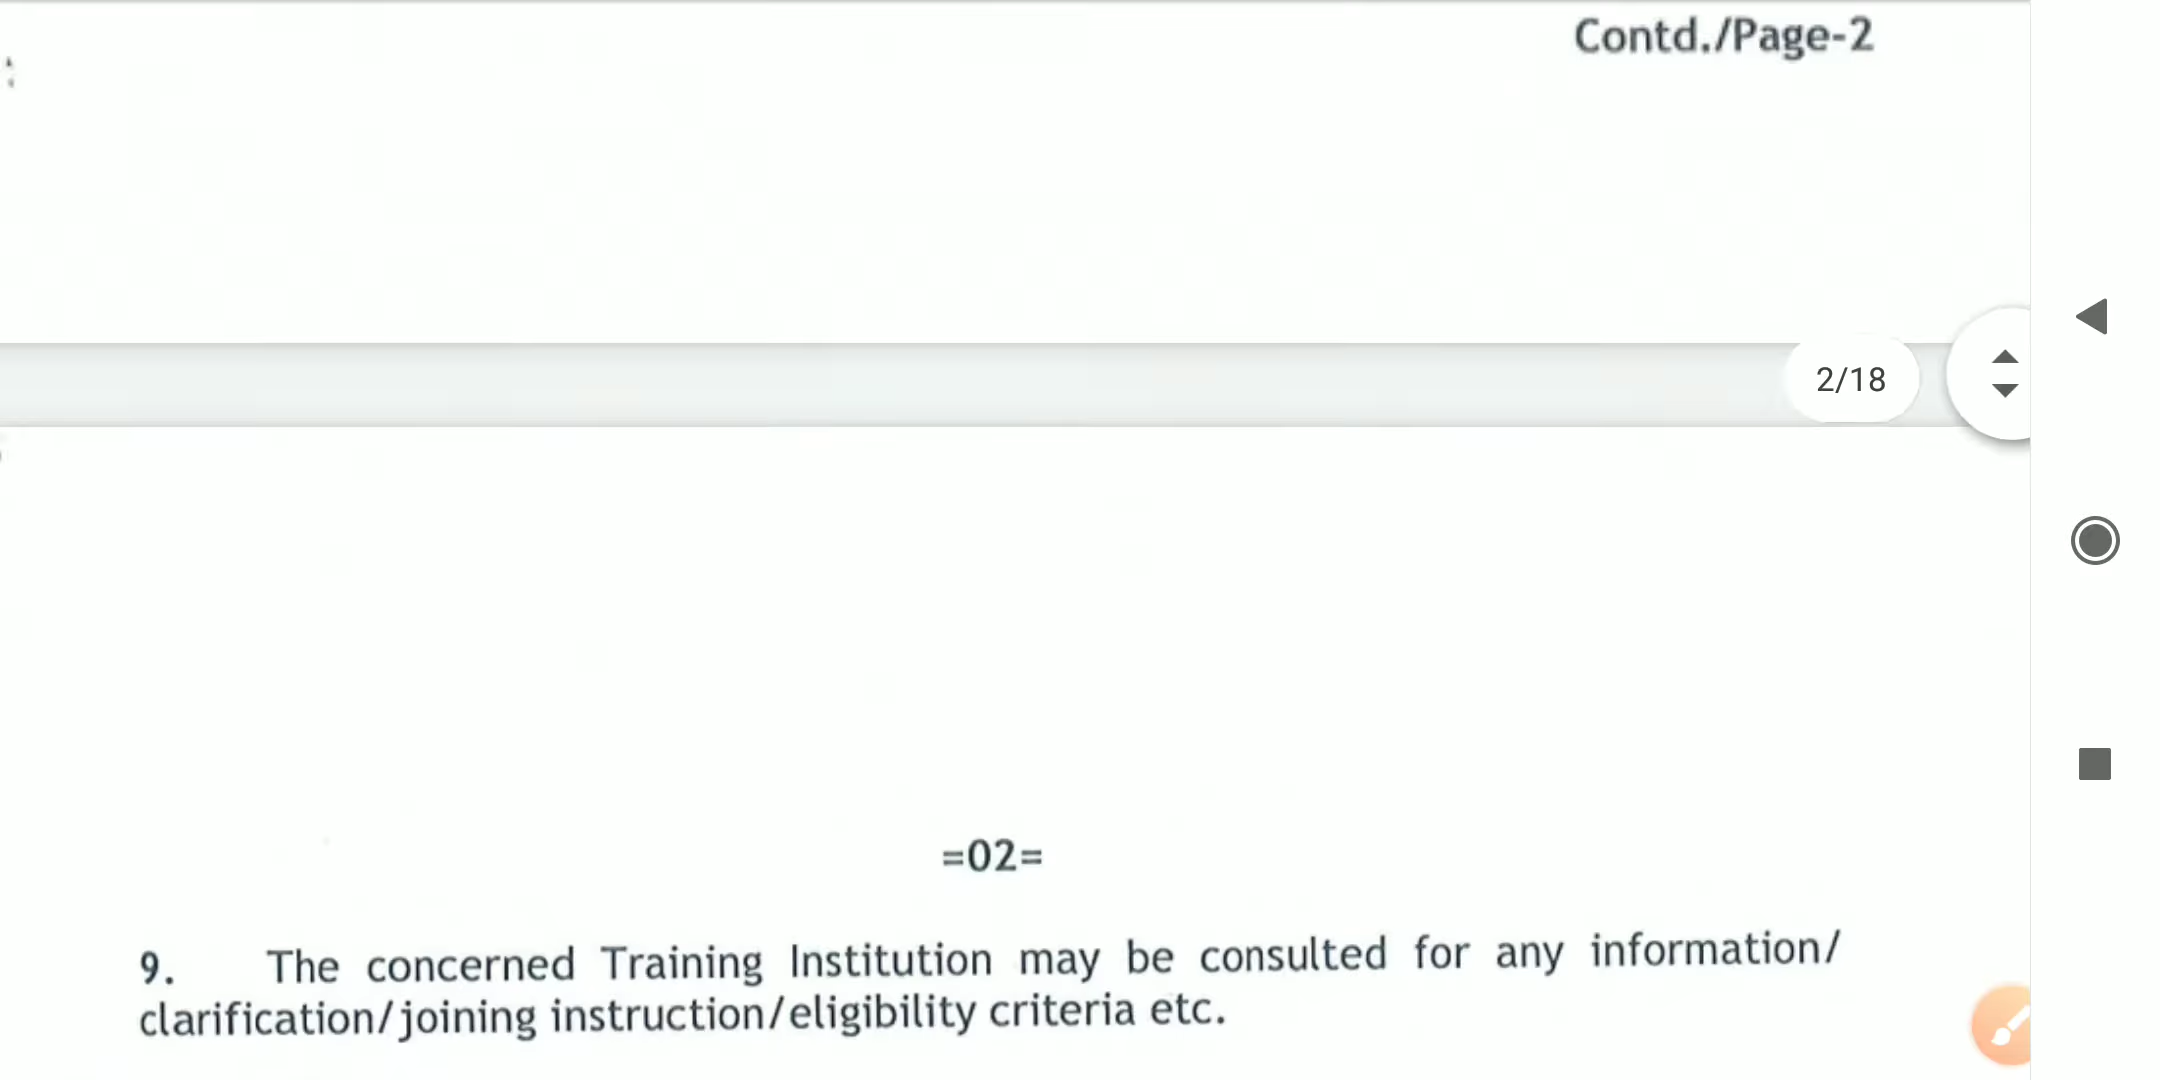 Contd./Page-2
2/18
=02=
9. The concerned Training Institution may be consulted for any information/
clarification/joining instruction/eligibility criteria etc.